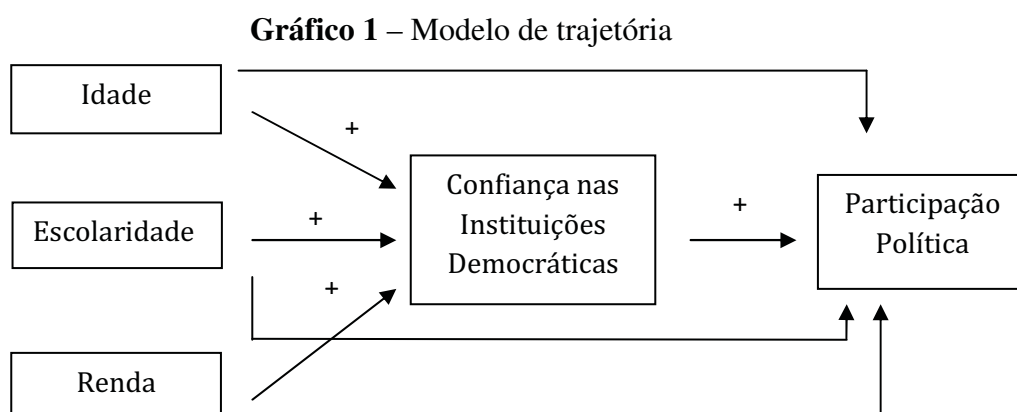 Gráfico 1 – Modelo de trajetória
Idade
+
Confiança nas
Instituições
Democráticas
+
Participação
Política
Escolaridade
+
+
Renda